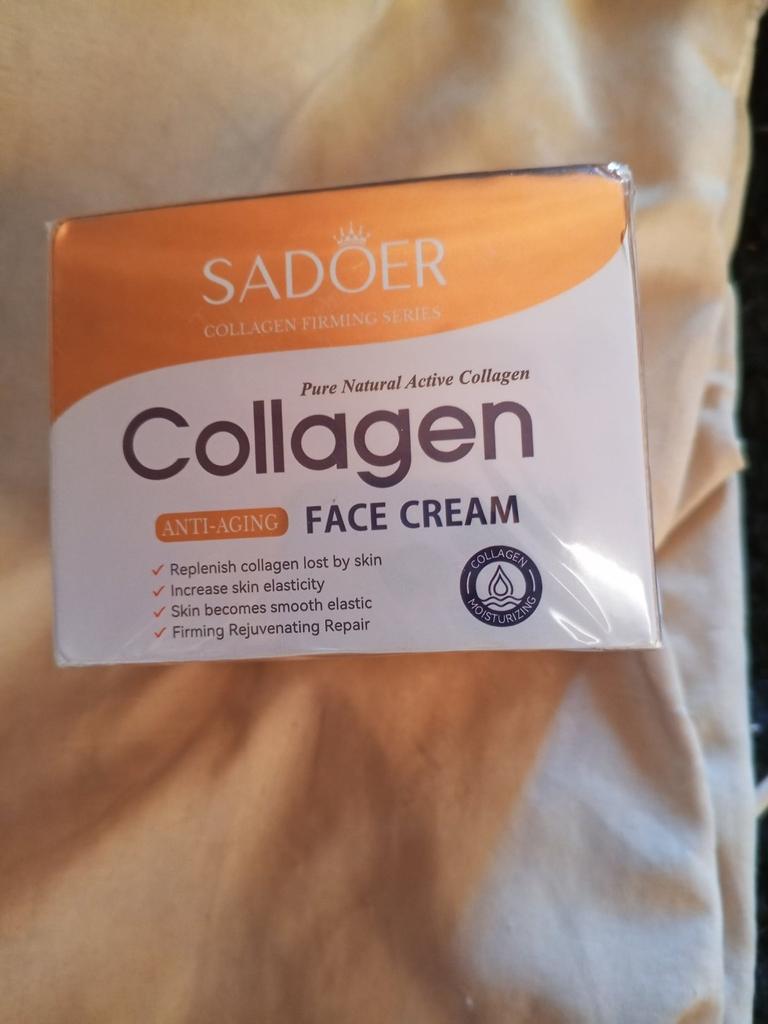 SADOER
COLLAGEN FIRMING SERIES
Pure Natural Active Collagen
Collagen
ANTI-AGING FACE CREAM
✓ Replenish collagen lost by skin
✓ Increase skin elasticity
✓ Skin becomes smooth elastic
✓ Firming Rejuvenating Repair
COLLAGEN
MOISTURIZING